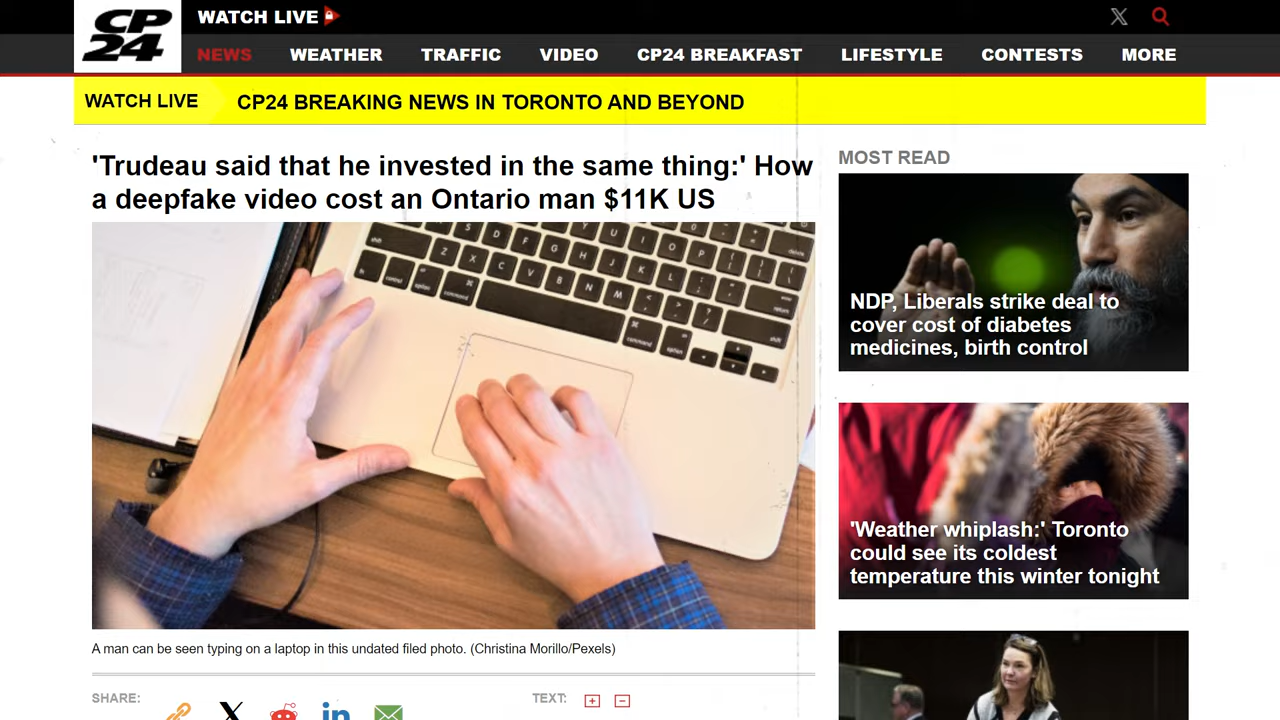 CP
24
WATCH LIVE
NEWS
WEATHER
TRAFFIC
VIDEO
CP24 BREAKFAST
LIFESTYLE
CONTESTS
MORE
WATCH LIVE
CP24 BREAKING NEWS IN TORONTO AND BEYOND
'Trudeau said that he invested in the same thing:' How
a deepfake video cost an Ontario man $11K US
A man can be seen typing on a laptop in this undated filed photo. (Christina Morillo/Pexels)
SHARE:
TEXT:
MOST READ
NDP, Liberals strike deal to
cover cost of diabetes
medicines, birth control
'Weather whiplash:' Toronto
could see its coldest
temperature this winter tonight